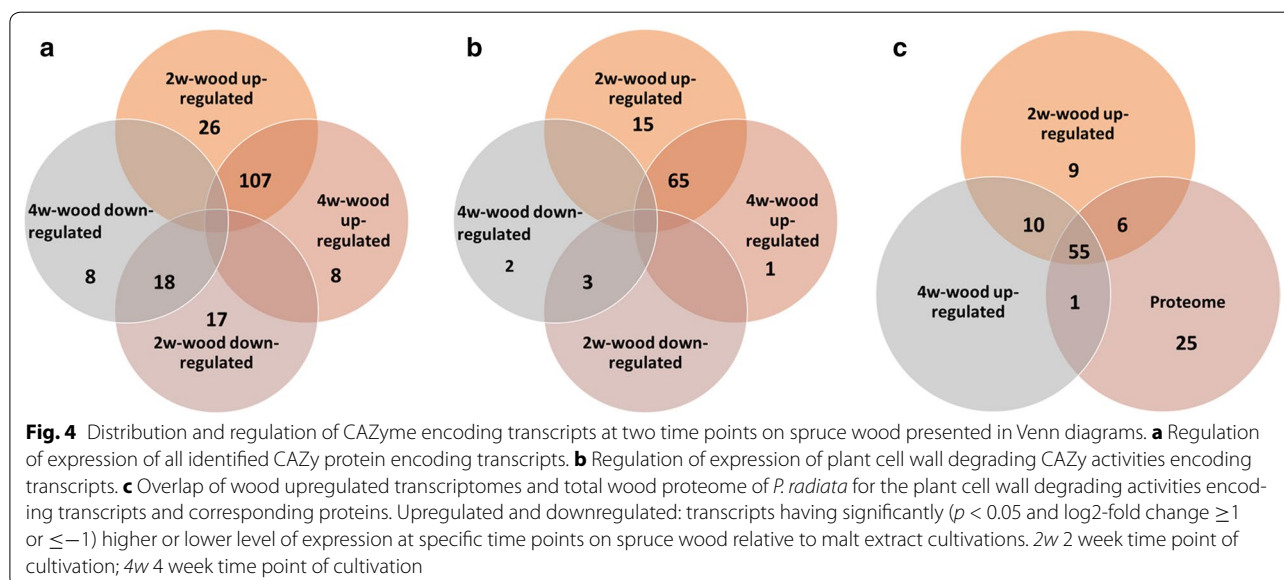 a
2w-wood up-
regulated
26
107
4w-wood down-
regulated
8
4w-wood
up-
regulated
8
18
17
2w-wood down-
regulated
b
2w-wood up-
regulated
15
65
4w-wood down-
regulated
2
4w-wood
up-
regulated
1
3
2w-wood down-
regulated
c
2w-wood up-
regulated
9
10
6
55
4w-wood up-
regulated
1
Proteome
25
Fig. 4 Distribution and regulation of CAZyme encoding transcripts at two time points on spruce wood presented in Venn diagrams. a Regulation
of expression of all identified CAZy protein encoding transcripts. b Regulation of expression of plant cell wall degrading CAZy activities encoding
transcripts. c Overlap of wood upregulated transcriptomes and total wood proteome of P. radiata for the plant cell wall degrading activities encod-
ing transcripts and corresponding proteins. Upregulated and downregulated: transcripts having significantly (p < 0.05 and log2-fold change ≥1
or ≤−1) higher or lower level of expression at specific time points on spruce wood relative to malt extract cultivations. 2w 2 week time point of
cultivation; 4w 4 week time point of cultivation